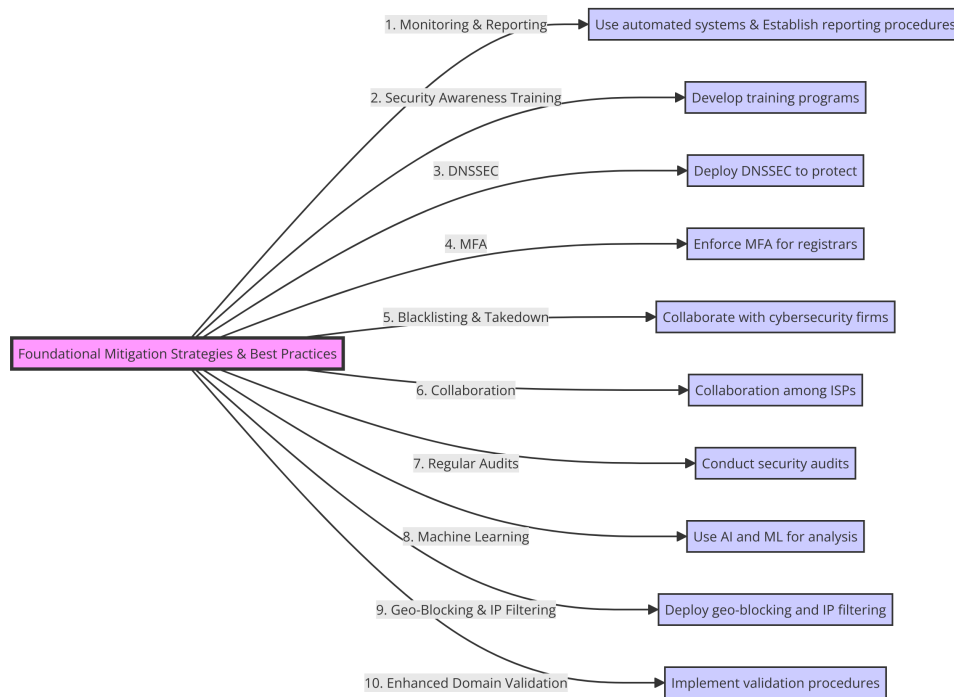 1. Monitoring & Reporting
Use automated systems & Establish reporting procedures
2. Security Awareness Training
Develop training programs
3. DNSSEC
Deploy DNSSEC to protect
4. MFA
Enforce MFA for registrars
5. Blacklisting & Takedown
Collaborate with cybersecurity firms
Foundational Mitigation Strategies & Best Practices
6. Collaboration
Collaboration among ISPs
7. Regular Audits
Conduct security audits
8. Machine Learning
Use AI and ML for analysis
9. Geo-Blocking & IP Filtering
Deploy geo-blocking and IP filtering
10. Enhanced Domain Validation
Implement validation procedures